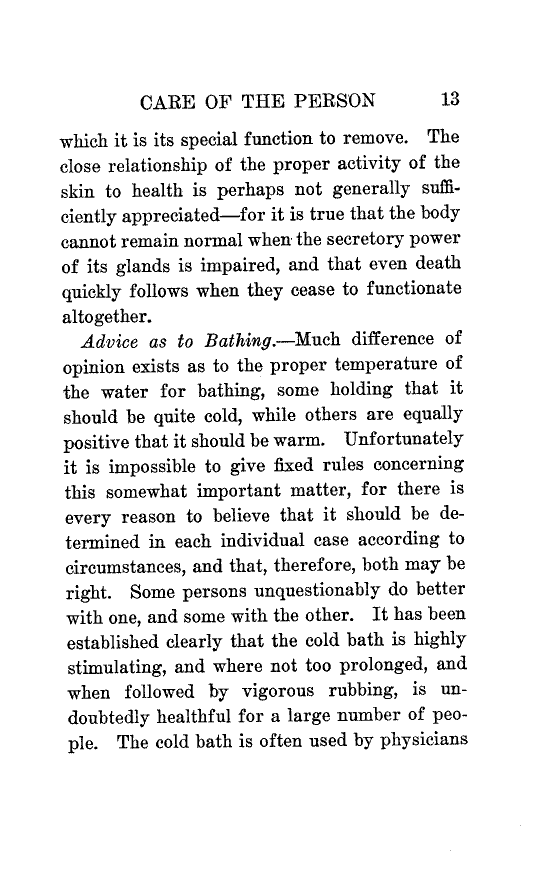 CARE OF THE PERSON 13
which it is its special function to remove. The
close relationship of the proper activity of the
skin to health is perhaps not generally suffi-
ciently appreciated—for it is true that the body
cannot remain normal when the secretory power
of its glands is impaired, and that even death
quickly follows when they cease to functionate
altogether.
Advice as to Bathing.—Much difference of
opinion exists as to the proper temperature of
the water for bathing, some holding that it
should be quite cold, while others are equally
positive that it should be warm. Unfortunately
it is impossible to give fixed rules concerning
this somewhat important matter, for there is
every reason to believe that it should be de-
termined in each individual case according to
circumstances, and that, therefore, both may be
right. Some persons unquestionably do better
with one, and some with the other. It has been
established clearly that the cold bath is highly
stimulating, and where not too prolonged, and
when followed by vigorous rubbing, is un-
doubtedly healthful for a large number of peo-
ple. The cold bath is often used by physicians